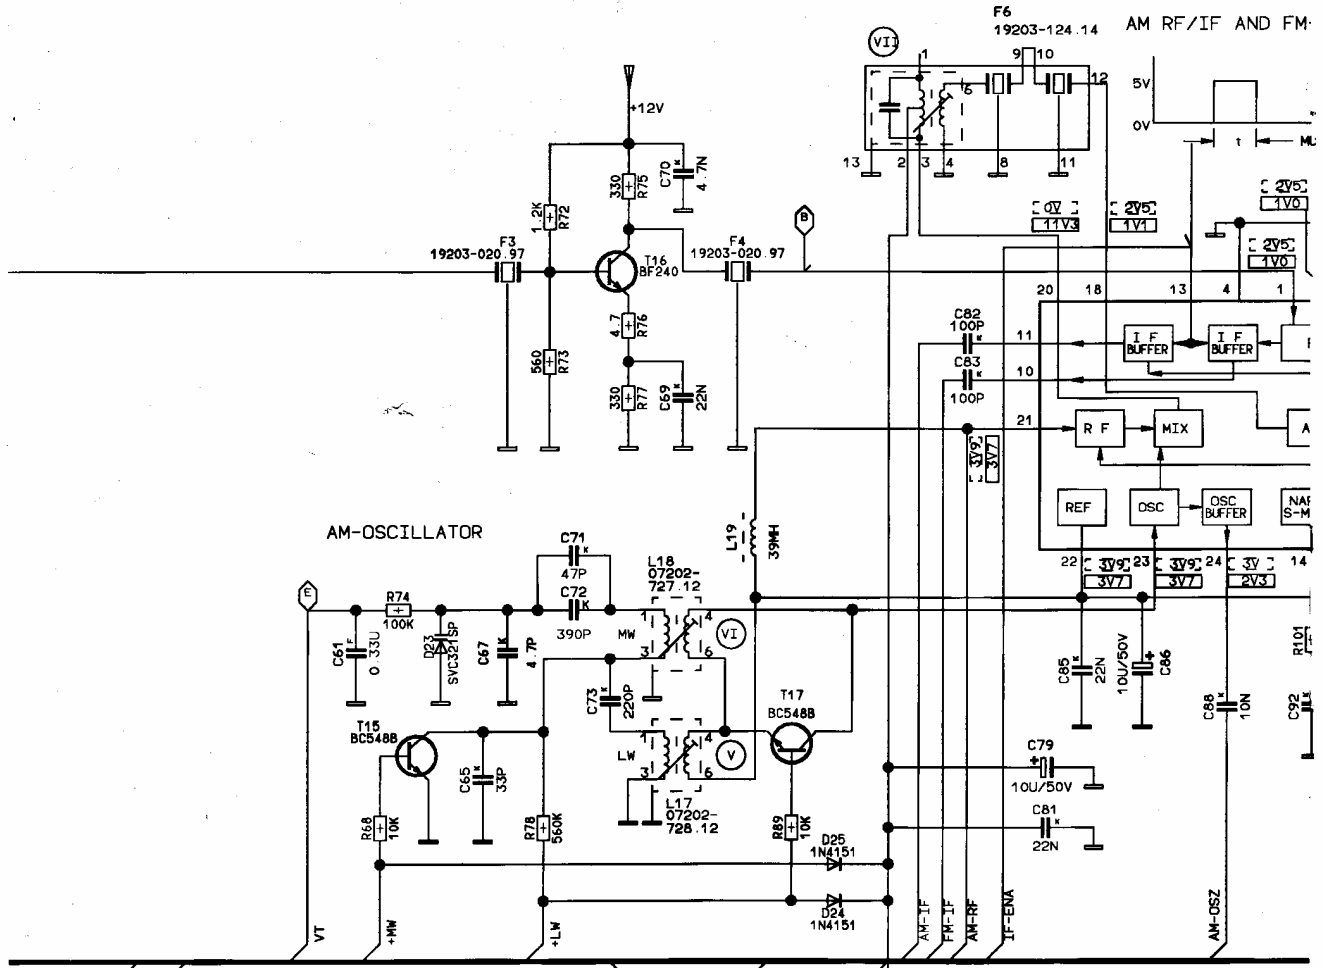 F6
19203-124.14
AM RF/IF AND FM-
VII
1
9 10
12
6
5V
0V
t
13 2 3 4 8 11
+12V
C70 4.7N
330 R75
1.2K R72
B
0V
11V3
2V5
1V1
2V5
1V0
2V5
1V0
F3
19203-020.97
T16
BF240
F4
19203-020.97
20 18 13 4 1
4.7 R76
560 R73
330 R77
C69 22N
C82
100P
11
C83
100P
10
IF
BUFFER
IF
BUFFER
21
RF
MIX
A
3V9
3V7
REF
OSC
OSC
BUFFER
S-M
AM-OSCILLATOR
L19
39MH
22
3V9
3V7
23
3V9
3V7
24
3V
2V3
14
E
C71
47P
C72
390P
L18
07202-
727.12
R74
100K
C61 0.33U
D23 SVC321SP
C67 4.7P
MW
1 4
3 6
VI
C73 220P
T17
BC548B
C85 22N
10U/50V C86
R101
C88 10N
C92
T15
BC548B
C65 33P
LW
1 4
3 6
V
L17
07202-
728.12
C79
10U/50V
C81
22N
R68 10K
R78 560K
R89 10K
D25
1N4151
D24
1N4151
VT
+MW
+LW
AM-IF
FM-IF
AM-RF
IF-ENA
AM-OSZ